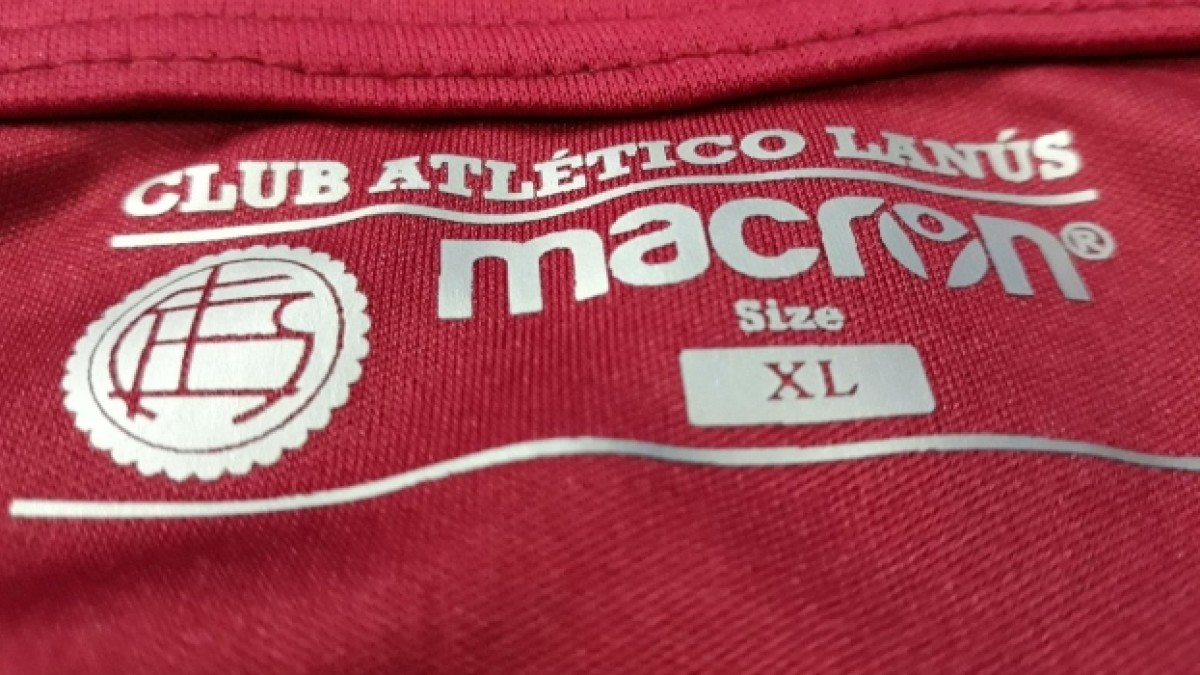 CLUB ATLÉTICO LANÚS
macron®
Size
XL